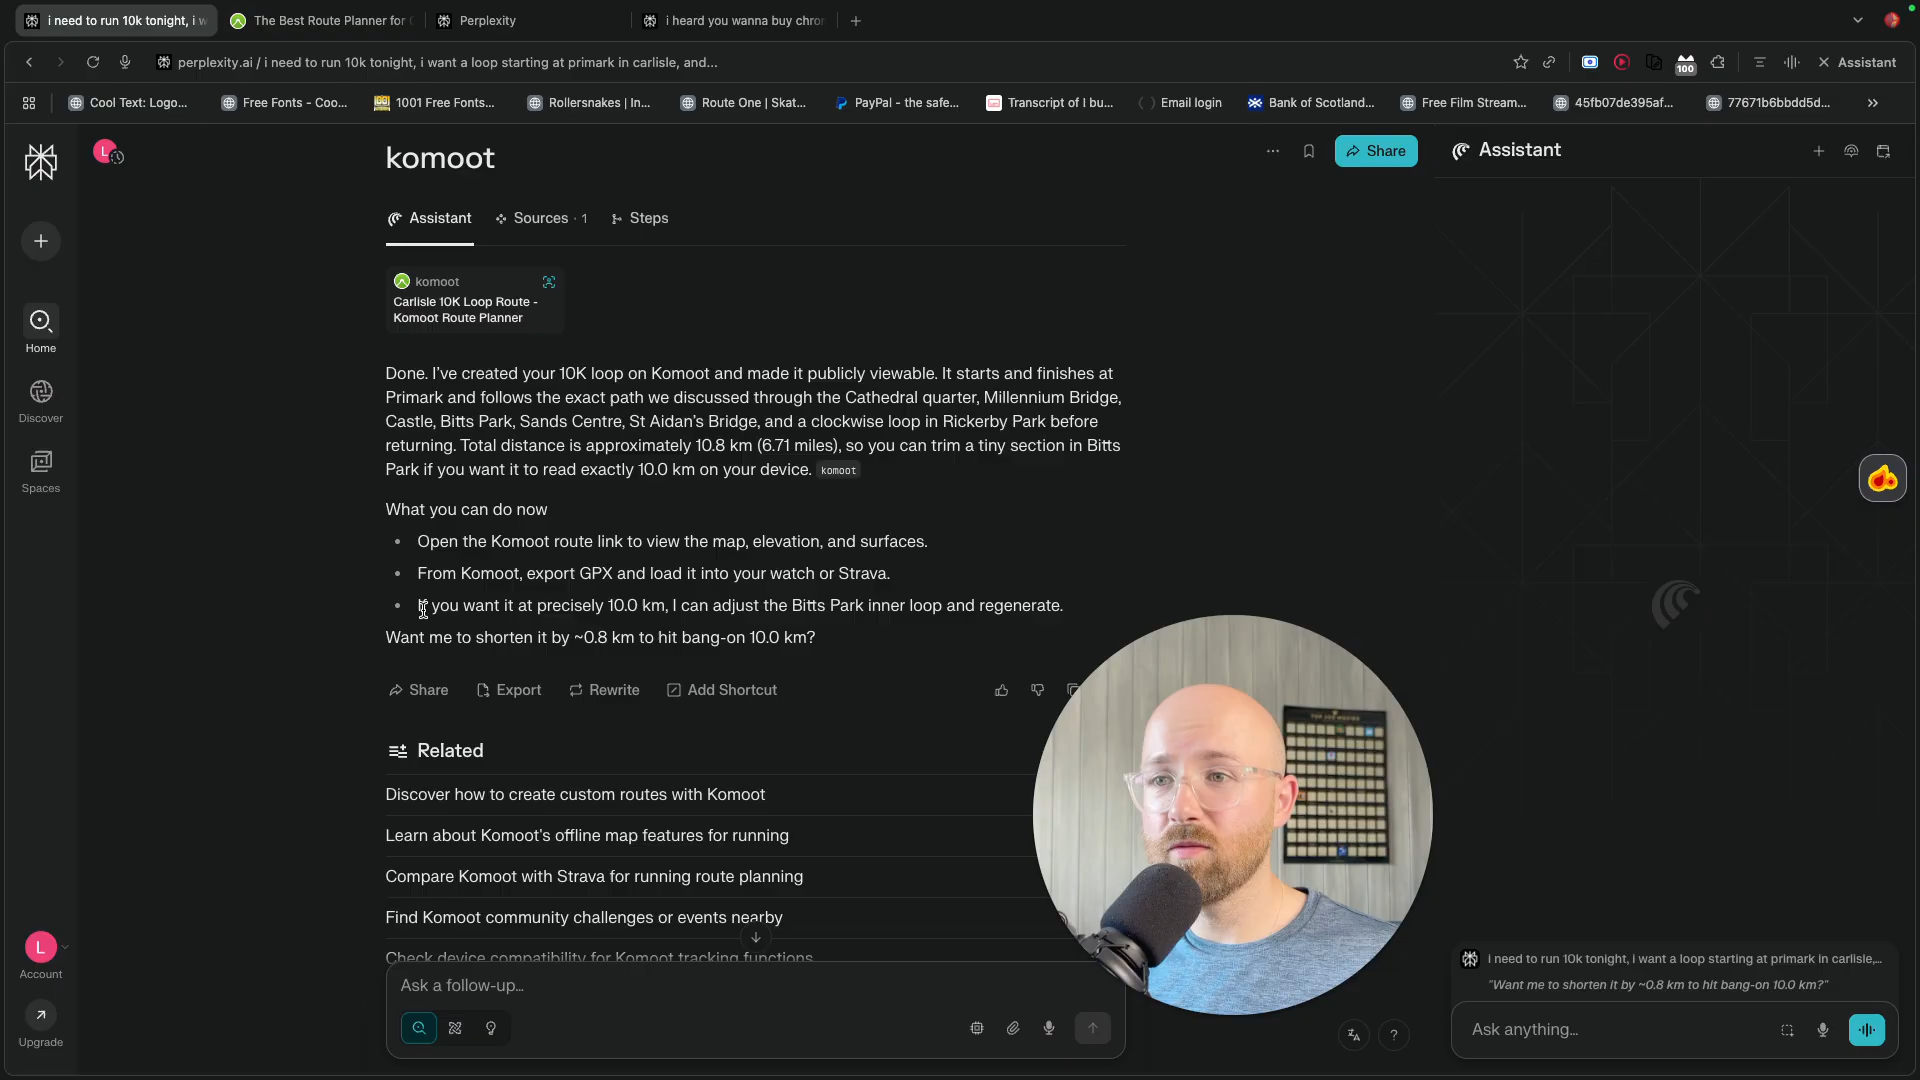 i need to run 10k tonight, i w
The Best Route Planner for
Perplexity
i heard you wanna buy chro
perplexity.ai / i need to run 10k tonight, i want a loop starting at primark in carlisle, and...
100
Assistant
Cool Text: Logo...
Free Fonts - Coo...
1001 Free Fonts...
Rollersnakes | In...
Route One | Skat...
PayPal - the safe...
Transcript of I bu...
Email login
Bank of Scotland...
Free Film Stream...
45fb07de395af...
77671b6bbdd5d...
L
komoot
Share
Assistant
Assistant
Sources · 1
Steps
komoot
Carlisle 10K Loop Route -
Komoot Route Planner
Home
Discover
Spaces
Done. I've created your 10K loop on Komoot and made it publicly viewable. It starts and finishes at
Primark and follows the exact path we discussed through the Cathedral quarter, Millennium Bridge,
Castle, Bitts Park, Sands Centre, St Aidan's Bridge, and a clockwise loop in Rickerby Park before
returning. Total distance is approximately 10.8 km (6.71 miles), so you can trim a tiny section in Bitts
Park if you want it to read exactly 10.0 km on your device. komoot
What you can do now
• Open the Komoot route link to view the map, elevation, and surfaces.
• From Komoot, export GPX and load it into your watch or Strava.
• If you want it at precisely 10.0 km, I can adjust the Bitts Park inner loop and regenerate.
Want me to shorten it by ~0.8 km to hit bang-on 10.0 km?
Share
Export
Rewrite
Add Shortcut
Related
Discover how to create custom routes with Komoot
Learn about Komoot's offline map features for running
Compare Komoot with Strava for running route planning
Find Komoot community challenges or events nearby
Check device compatibility for Komoot tracking functions
Ask a follow-up...
L
Account
Upgrade
i need to run 10k tonight, i want a loop starting at primark in carlisle,...
"Want me to shorten it by ~0.8 km to hit bang-on 10.0 km?"
Ask anything...
?